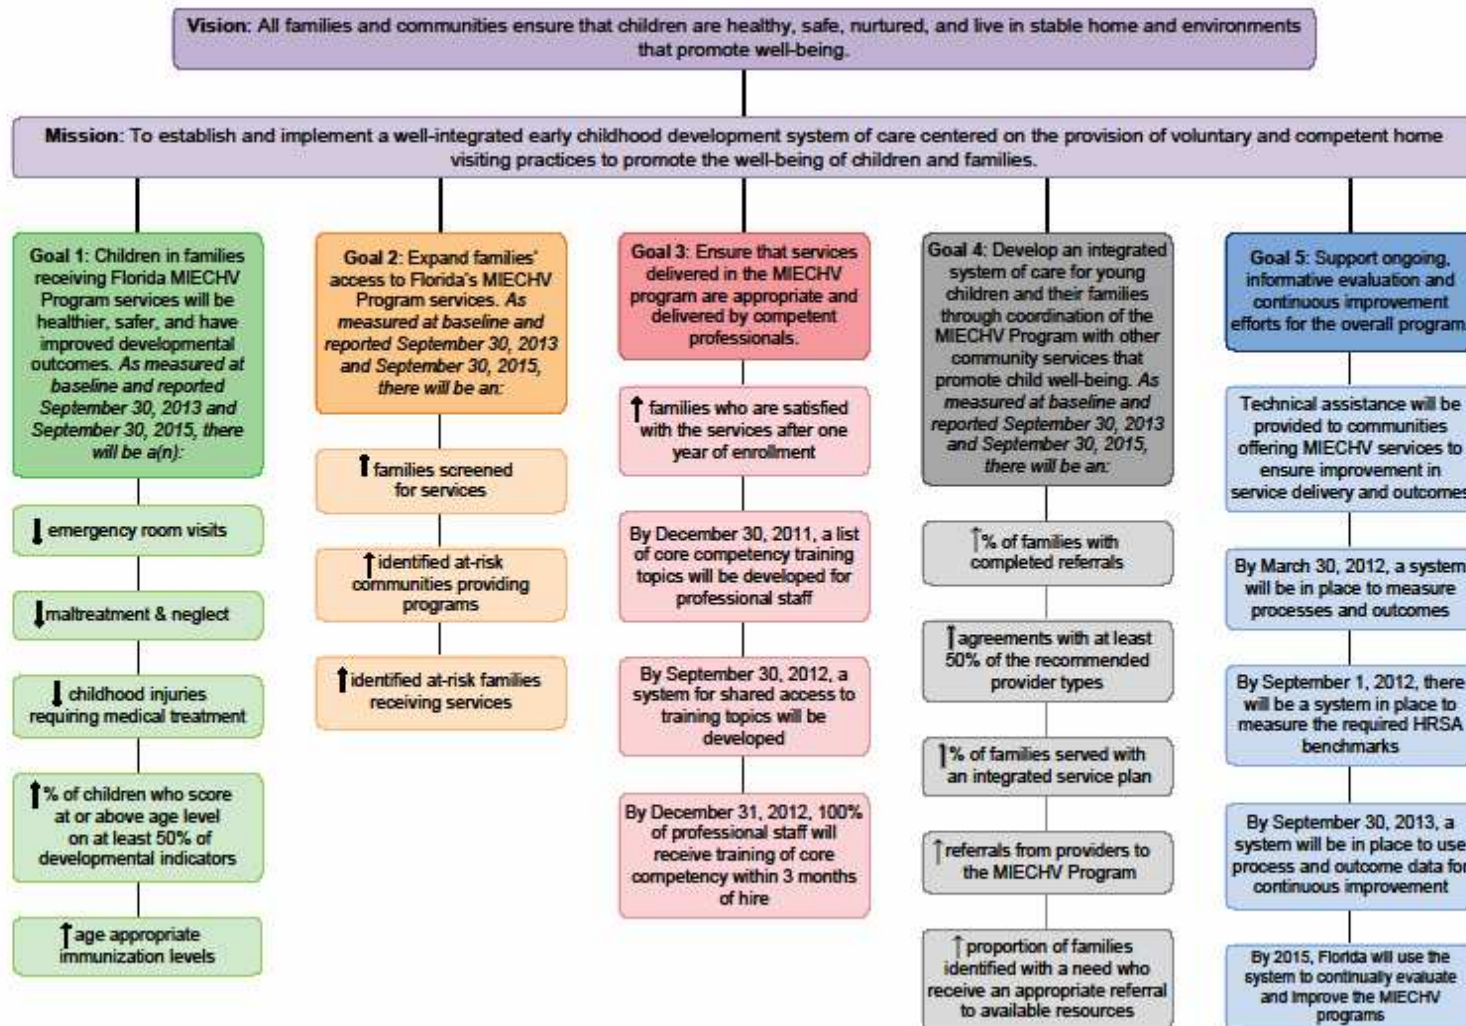 Vision: All families and communities ensure that children are healthy, safe, nurtured, and live in stable home and environments
that promote well-being.
Mission: To establish and implement a well-integrated early childhood development system of care centered on the provision of voluntary and competent home
visiting practices to promote the well-being of children and families.
Goal 1: Children in families
receiving Florida MIECHV
Program services will be
healthier, safer, and have
improved developmental
outcomes. As measured at
baseline and reported
September 30, 2013 and
September 30, 2015, there
will be a(n):
↓ emergency room visits
↓ maltreatment & neglect
↓ childhood injuries
requiring medical treatment
↑ % of children who score
at or above age level
on at least 50% of
developmental indicators
↑ age appropriate
immunization levels
Goal 2: Expand families'
access to Florida's MIECHV
Program services. As
measured at baseline and
reported September 30, 2013
and September 30, 2015,
there will be an:
↑ families screened
for services
↑ identified at-risk
communities providing
programs
↑ identified at-risk families
receiving services
Goal 3: Ensure that services
delivered in the MIECHV
program are appropriate and
delivered by competent
professionals.
↑ families who are satisfied
with the services after one
year of enrollment
By December 30, 2011, a list
of core competency training
topics will be developed for
professional staff
By September 30, 2012, a
system for shared access to
training topics will be
developed
By December 31, 2012, 100%
of professional staff will
receive training of core
competency within 3 months
of hire
Goal 4: Develop an integrated
system of care for young
children and their families
through coordination of the
MIECHV Program with other
community services that
promote child well-being. As
measured at baseline and
reported September 30, 2013
and September 30, 2015,
there will be an:
↑ % of families with
completed referrals
↑ agreements with at least
50% of the recommended
provider types
↑ % of families served with
an integrated service plan
↑ referrals from providers to
the MIECHV Program
↑ proportion of families
identified with a need who
receive an appropriate referral
to available resources
Goal 5: Support ongoing,
informative evaluation and
continuous improvement
efforts for the overall program.
Technical assistance will be
provided to communities
offering MIECHV services to
ensure improvement in
service delivery and outcomes
By March 30, 2012, a system
will be in place to measure
processes and outcomes
By September 1, 2012, there
will be a system in place to
measure the required HRSA
benchmarks
By September 30, 2013, a
system will be in place to use
process and outcome data for
continuous improvement
By 2015, Florida will use the
system to continually evaluate
and improve the MIECHV
programs